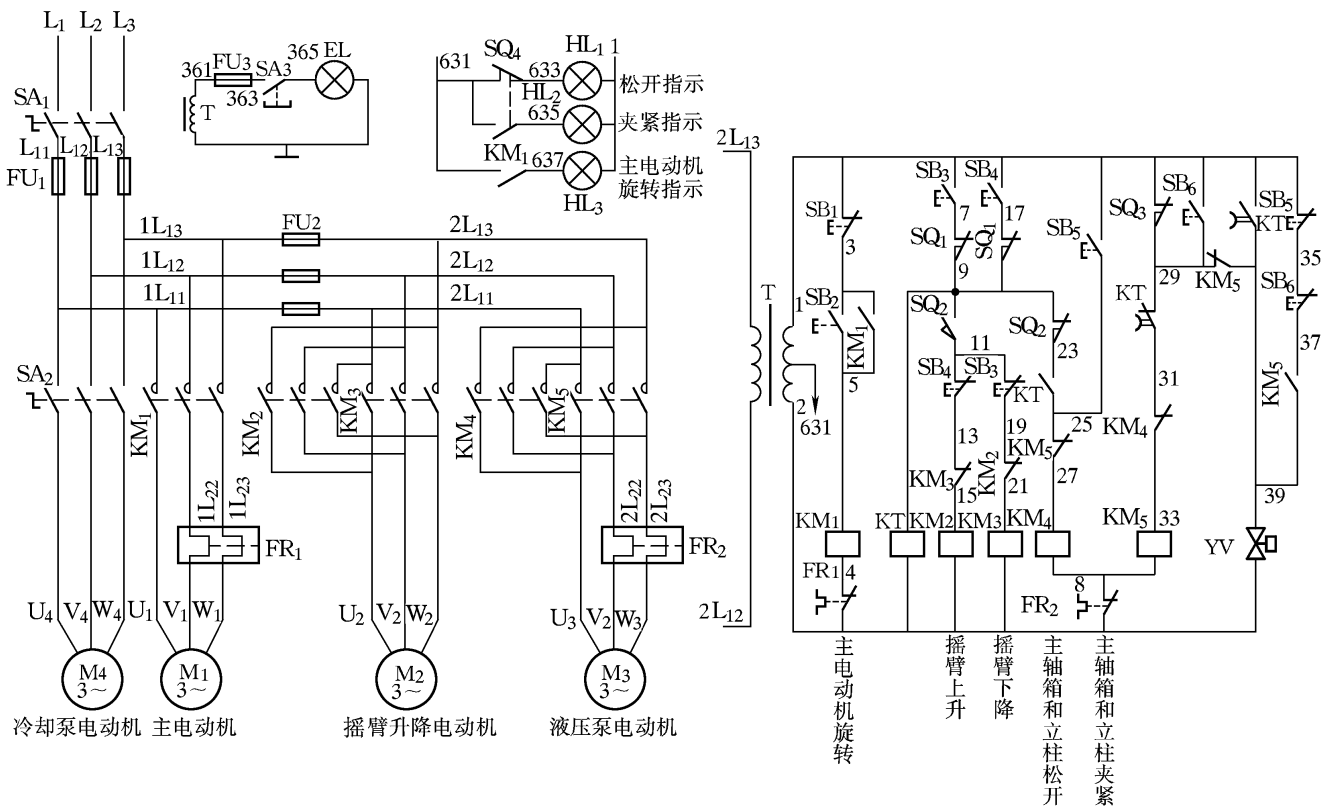 L1 L2 L3
SA1
L11 L12 L13
FU1
361 FU3 SA3 365 EL
363
T
631 SQ4 633 HL1 1 松开指示
HL2
635 夹紧指示
KM1 637 主电动机
旋转指示
HL3
1L13 FU2 2L13
1L12 2L12
1L11 2L11
SA2
KM1 KM2 KM3 KM4 KM5
1L22 1L23
2L22 2L23
FR1 FR2
U4 V4 W4 U1 V1 W1 U2 V2 W2 U3 V2 W3
M4
3～
M1
3～
M2
3～
M3
3～
冷却泵电动机 主电动机 摇臂升降电动机 液压泵电动机
2L13
T
1
2
631
2L12
SB1
3
SB2
KM1
5
KM1
FR1 4
SB3 SB4
7 17
SQ1 SQ1
9
SQ2 SQ2
11 23
SB4 SB3 KT
13 19 25
KM3 KM2 KM5
15 21 27
KT KM2 KM3 KM4
SB5
SQ3 SB6 KT SB5
29 KM5 35
KT SB6
31 37
KM4 KM5
39
KM5 33
YV
8
FR2
主电动机旋转
摇臂上升
摇臂下降
主轴箱和立柱松开
主轴箱和立柱夹紧